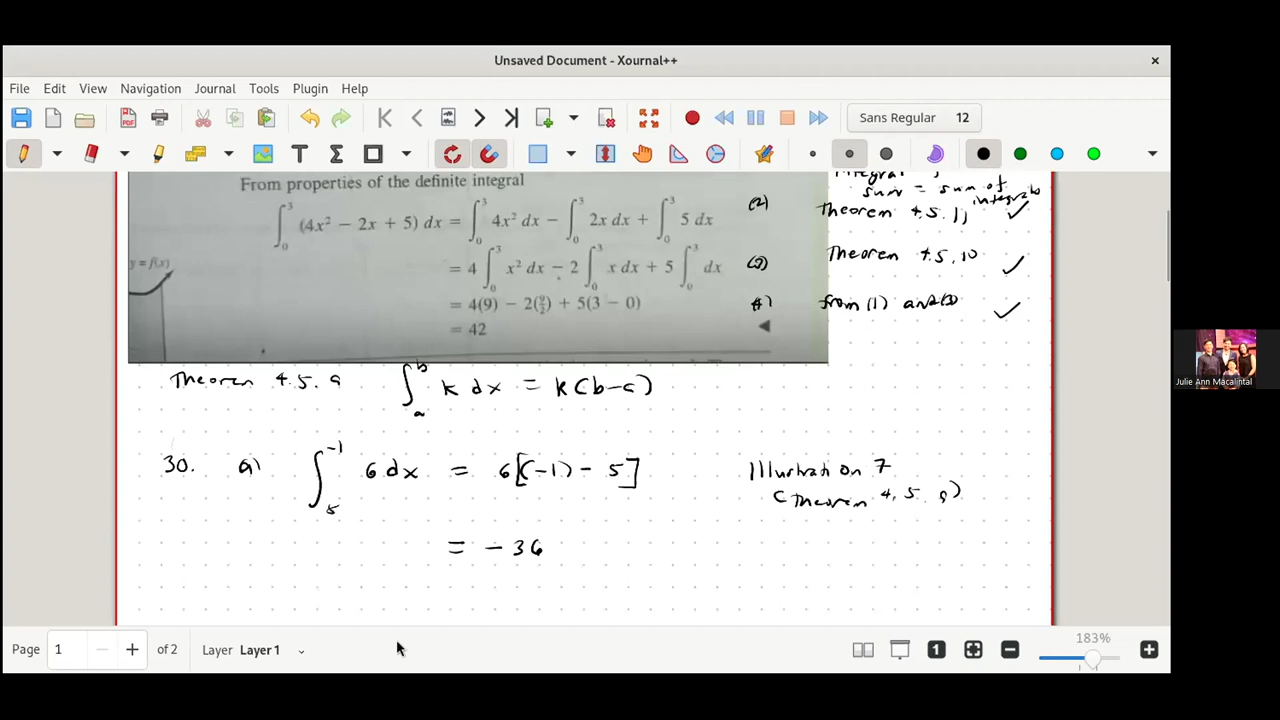 Unsaved Document - Xournal++
×
File Edit View Navigation Journal Tools Plugin Help
Sans Regular 12
From properties of the definite integral
∫₀³ (4x² − 2x + 5) dx = ∫₀³ 4x² dx − ∫₀³ 2x dx + ∫₀³ 5 dx (2)
= 4 ∫₀³ x² dx − 2 ∫₀³ x dx + 5 ∫₀³ dx (3)
= 4(9) − 2(9/2) + 5(3 − 0)
= 42
y = f(x)
sum = sum of
integrals
Theorem 4.5.11 ✓
Theorem 4.5.10 ✓
from (1) and ✓
Theorem 4.5.9 ∫ₐᵇ k dx = k(b−a)
30. a) ∫₅⁻¹ 6 dx = 6[(−1) − 5]
Illustration 7
(Theorem 4.5.9)
= −36
Page 1 of 2 Layer Layer 1
183%
Julie Ann Macalintal